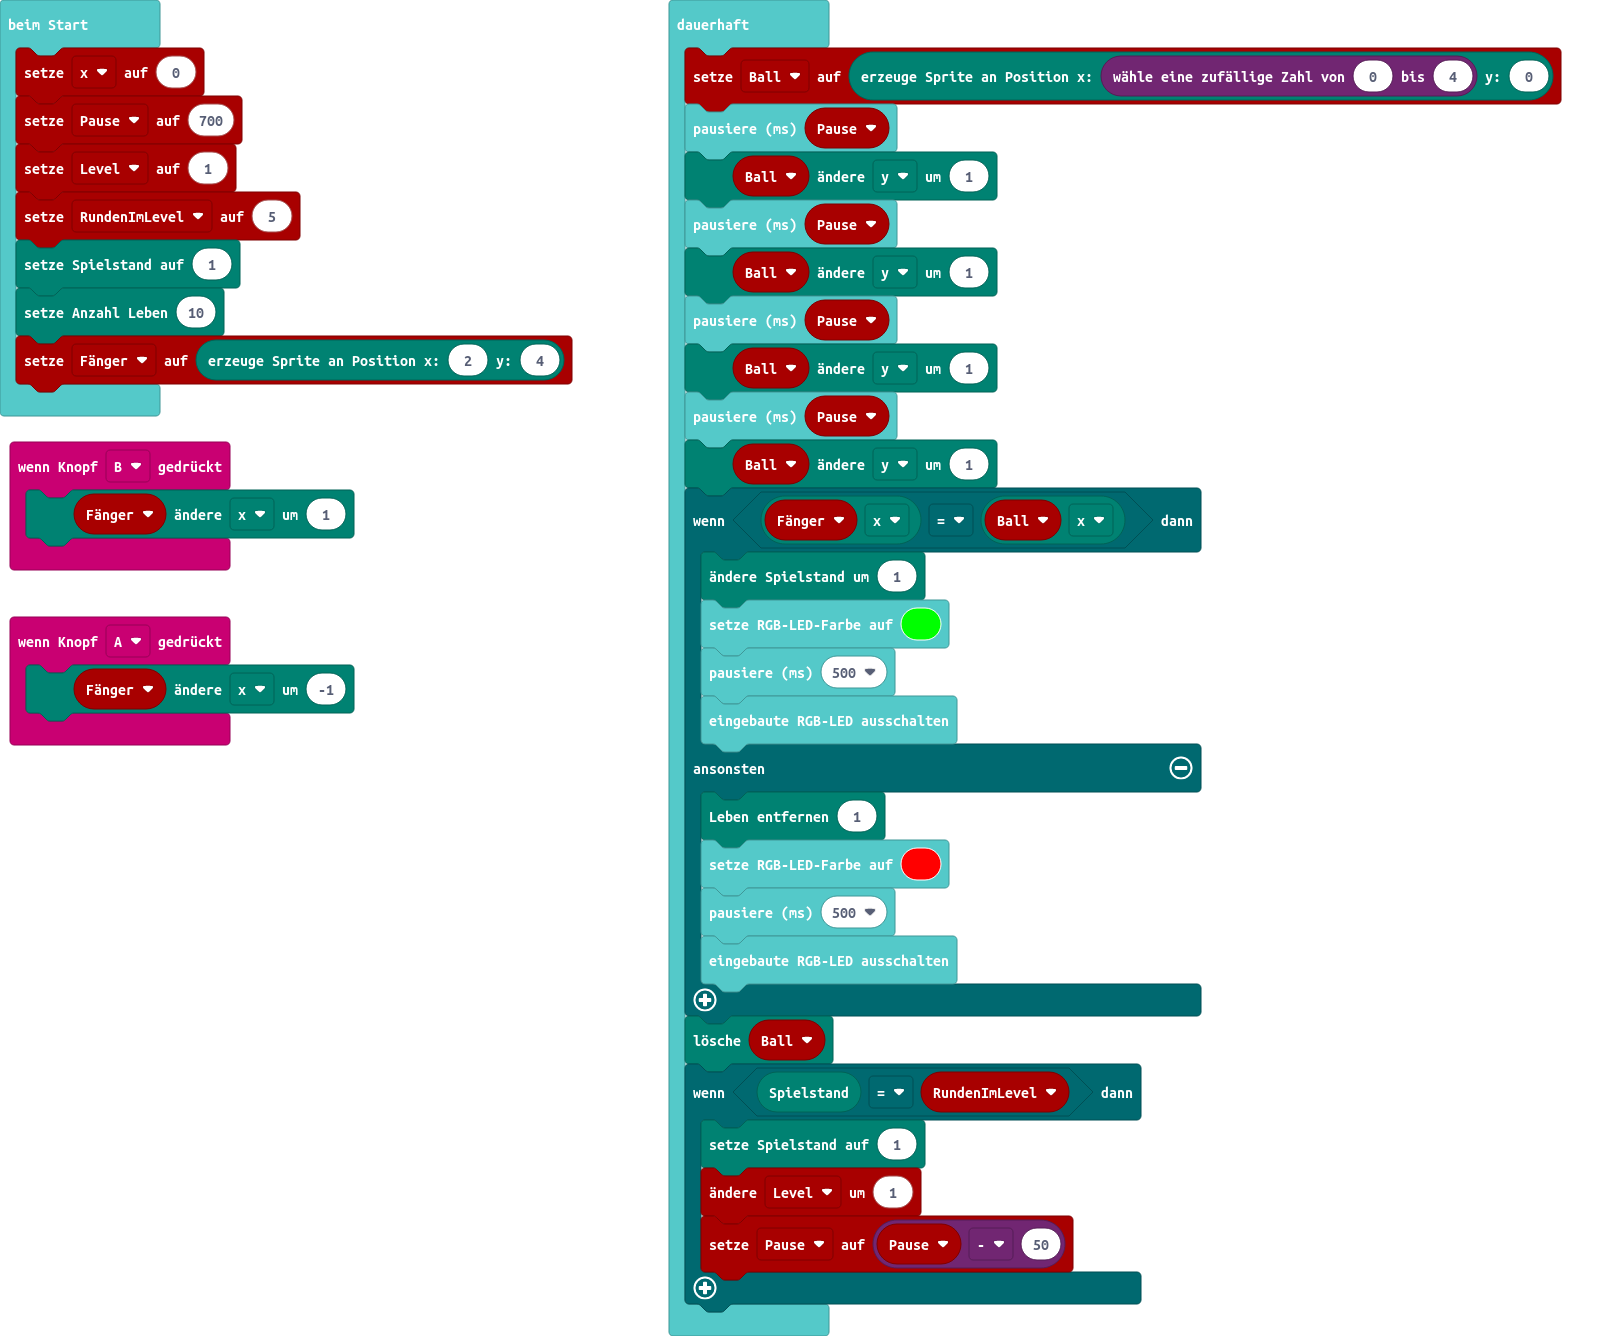 beim Start
setze x auf 0
setze Pause auf 700
setze Level auf 1
setze RundenImLevel auf 5
setze Spielstand auf 1
setze Anzahl Leben 10
setze Fänger auf erzeuge Sprite an Position x: 2 y: 4
wenn Knopf B gedrückt
Fänger ändere x um 1
wenn Knopf A gedrückt
Fänger ändere x um -1
dauerhaft
setze Ball auf erzeuge Sprite an Position x: wähle eine zufällige Zahl von 0 bis 4 y: 0
pausiere (ms) Pause
Ball ändere y um 1
pausiere (ms) Pause
Ball ändere y um 1
pausiere (ms) Pause
Ball ändere y um 1
pausiere (ms) Pause
Ball ändere y um 1
wenn Fänger x = Ball x dann
ändere Spielstand um 1
setze RGB-LED-Farbe auf
pausiere (ms) 500
eingebaute RGB-LED ausschalten
ansonsten
Leben entfernen 1
setze RGB-LED-Farbe auf
pausiere (ms) 500
eingebaute RGB-LED ausschalten
lösche Ball
wenn Spielstand = RundenImLevel dann
setze Spielstand auf 1
ändere Level um 1
setze Pause auf Pause - 50